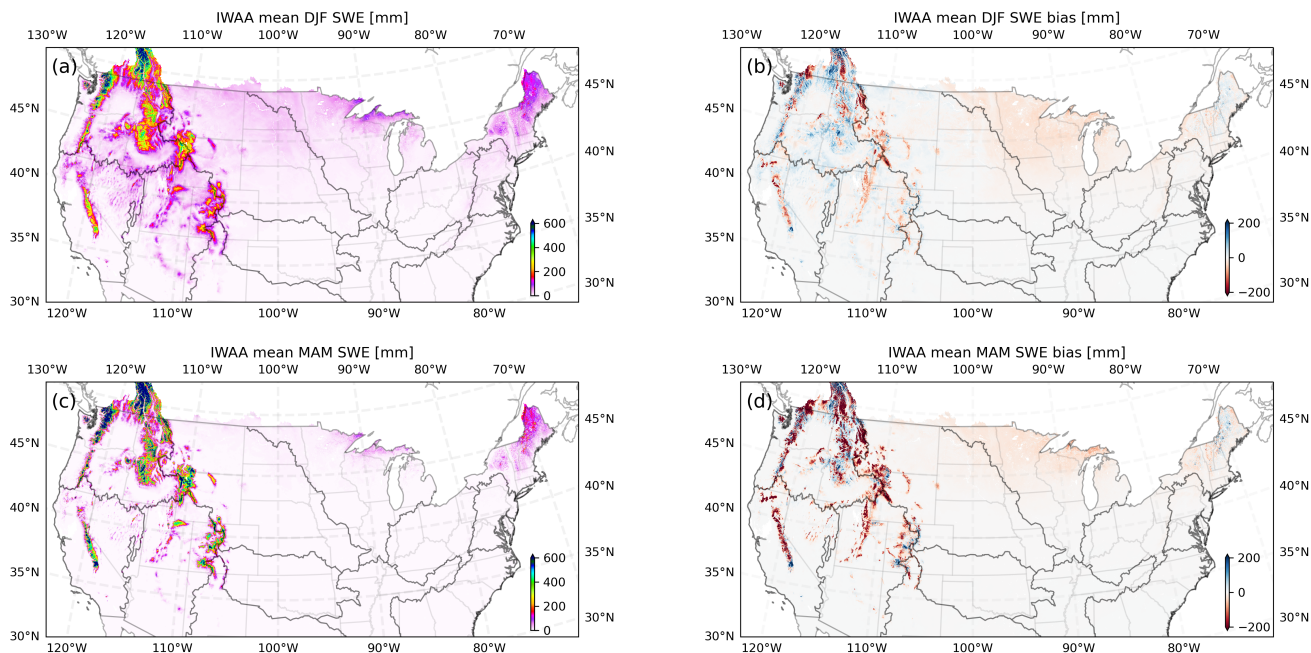 IWAA mean DJF SWE [mm]
130°W 120°W 110°W 100°W 90°W 80°W 70°W
(a)
45°N
40°N
35°N
30°N
45°N
40°N
35°N
30°N
600
400
200
0
120°W 110°W 100°W 90°W 80°W
IWAA mean DJF SWE bias [mm]
130°W 120°W 110°W 100°W 90°W 80°W 70°W
(b)
45°N
40°N
35°N
30°N
45°N
40°N
35°N
30°N
200
0
−200
120°W 110°W 100°W 90°W 80°W
IWAA mean MAM SWE [mm]
130°W 120°W 110°W 100°W 90°W 80°W 70°W
(c)
45°N
40°N
35°N
30°N
45°N
40°N
35°N
30°N
600
400
200
0
120°W 110°W 100°W 90°W 80°W
IWAA mean MAM SWE bias [mm]
130°W 120°W 110°W 100°W 90°W 80°W 70°W
(d)
45°N
40°N
35°N
30°N
45°N
40°N
35°N
30°N
200
0
−200
120°W 110°W 100°W 90°W 80°W